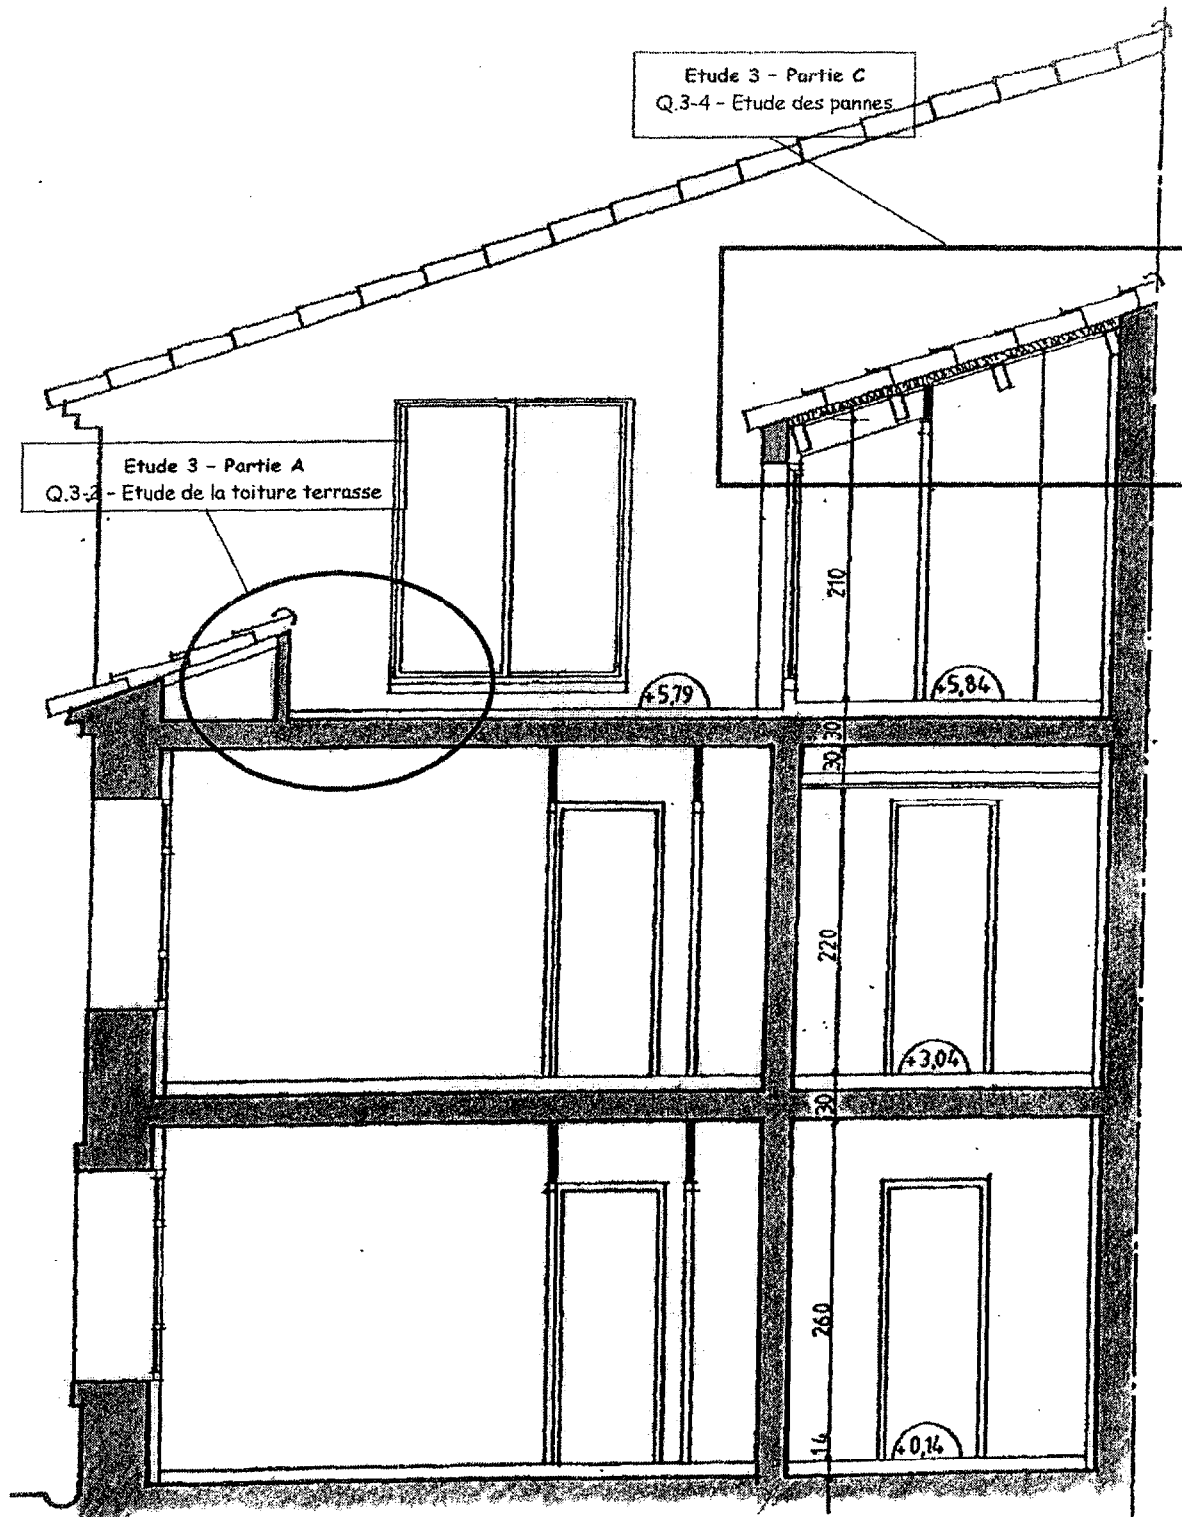 Etude 3 - Partie C
Q.3-4 - Etude des pannes
Etude 3 - Partie A
Q.3-2 - Etude de la toiture terrasse
210
+5,79
+5,84
30
30
220
+3,04
30
260
14
+0,14